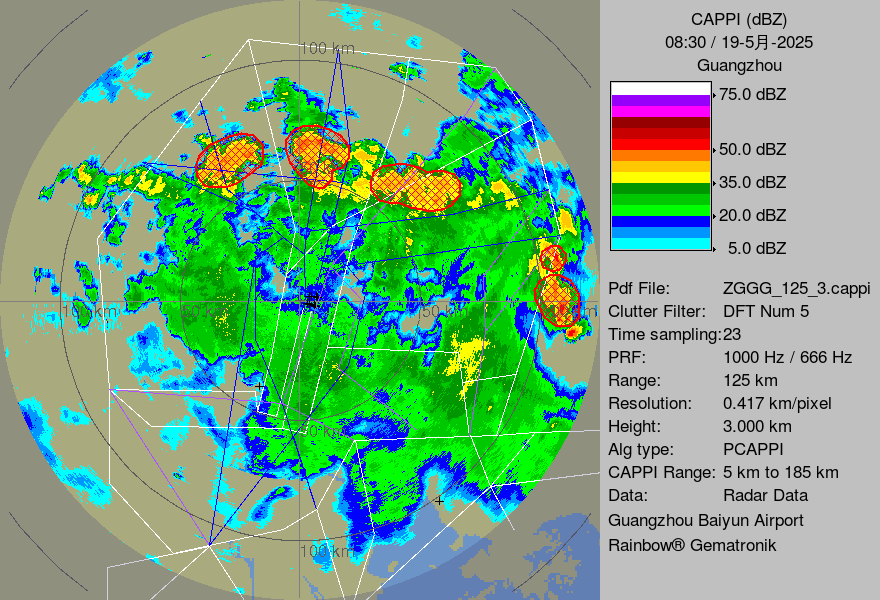 CAPPI (dBZ)
08:30 / 19-5月-2025
Guangzhou
75.0 dBZ
50.0 dBZ
35.0 dBZ
20.0 dBZ
5.0 dBZ
Pdf File: ZGGG_125_3.cappi
Clutter Filter: DFT Num 5
Time sampling:23
PRF: 1000 Hz / 666 Hz
Range: 125 km
Resolution: 0.417 km/pixel
Height: 3.000 km
Alg type: PCAPPI
CAPPI Range: 5 km to 185 km
Data: Radar Data
Guangzhou Baiyun Airport
Rainbow® Gematronik
100 km
100 km
50 km
50 km
50 km
100 km